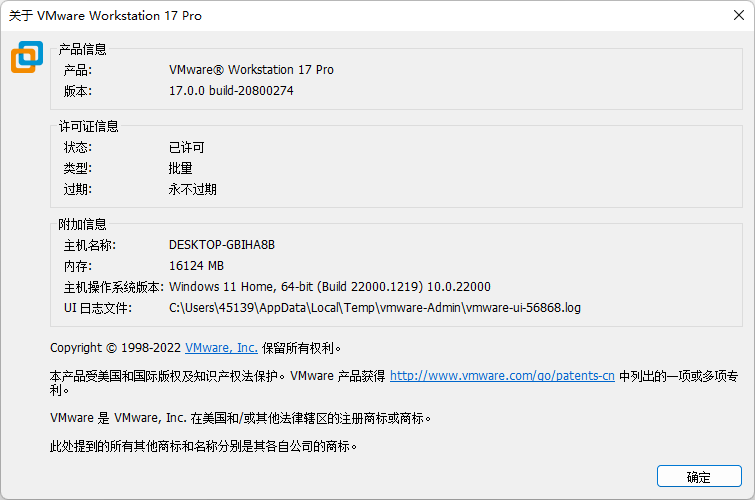 关于 VMware Workstation 17 Pro
产品信息
产品: VMware® Workstation 17 Pro
版本: 17.0.0 build-20800274
许可证信息
状态: 已许可
类型: 批量
过期: 永不过期
附加信息
主机名称: DESKTOP-GBIHA8B
内存: 16124 MB
主机操作系统版本: Windows 11 Home, 64-bit (Build 22000.1219) 10.0.22000
UI 日志文件: C:\Users\45139\AppData\Local\Temp\vmware-Admin\vmware-ui-56868.log
Copyright © 1998-2022 VMware, Inc. 保留所有权利。
本产品受美国和国际版权及知识产权法保护。VMware 产品获得 http://www.vmware.com/go/patents-cn 中列出的一项或多项专
利。
VMware 是 VMware, Inc. 在美国和/或其他法律辖区的注册商标或商标。
此处提到的所有其他商标和名称分别是其各自公司的商标。
确定